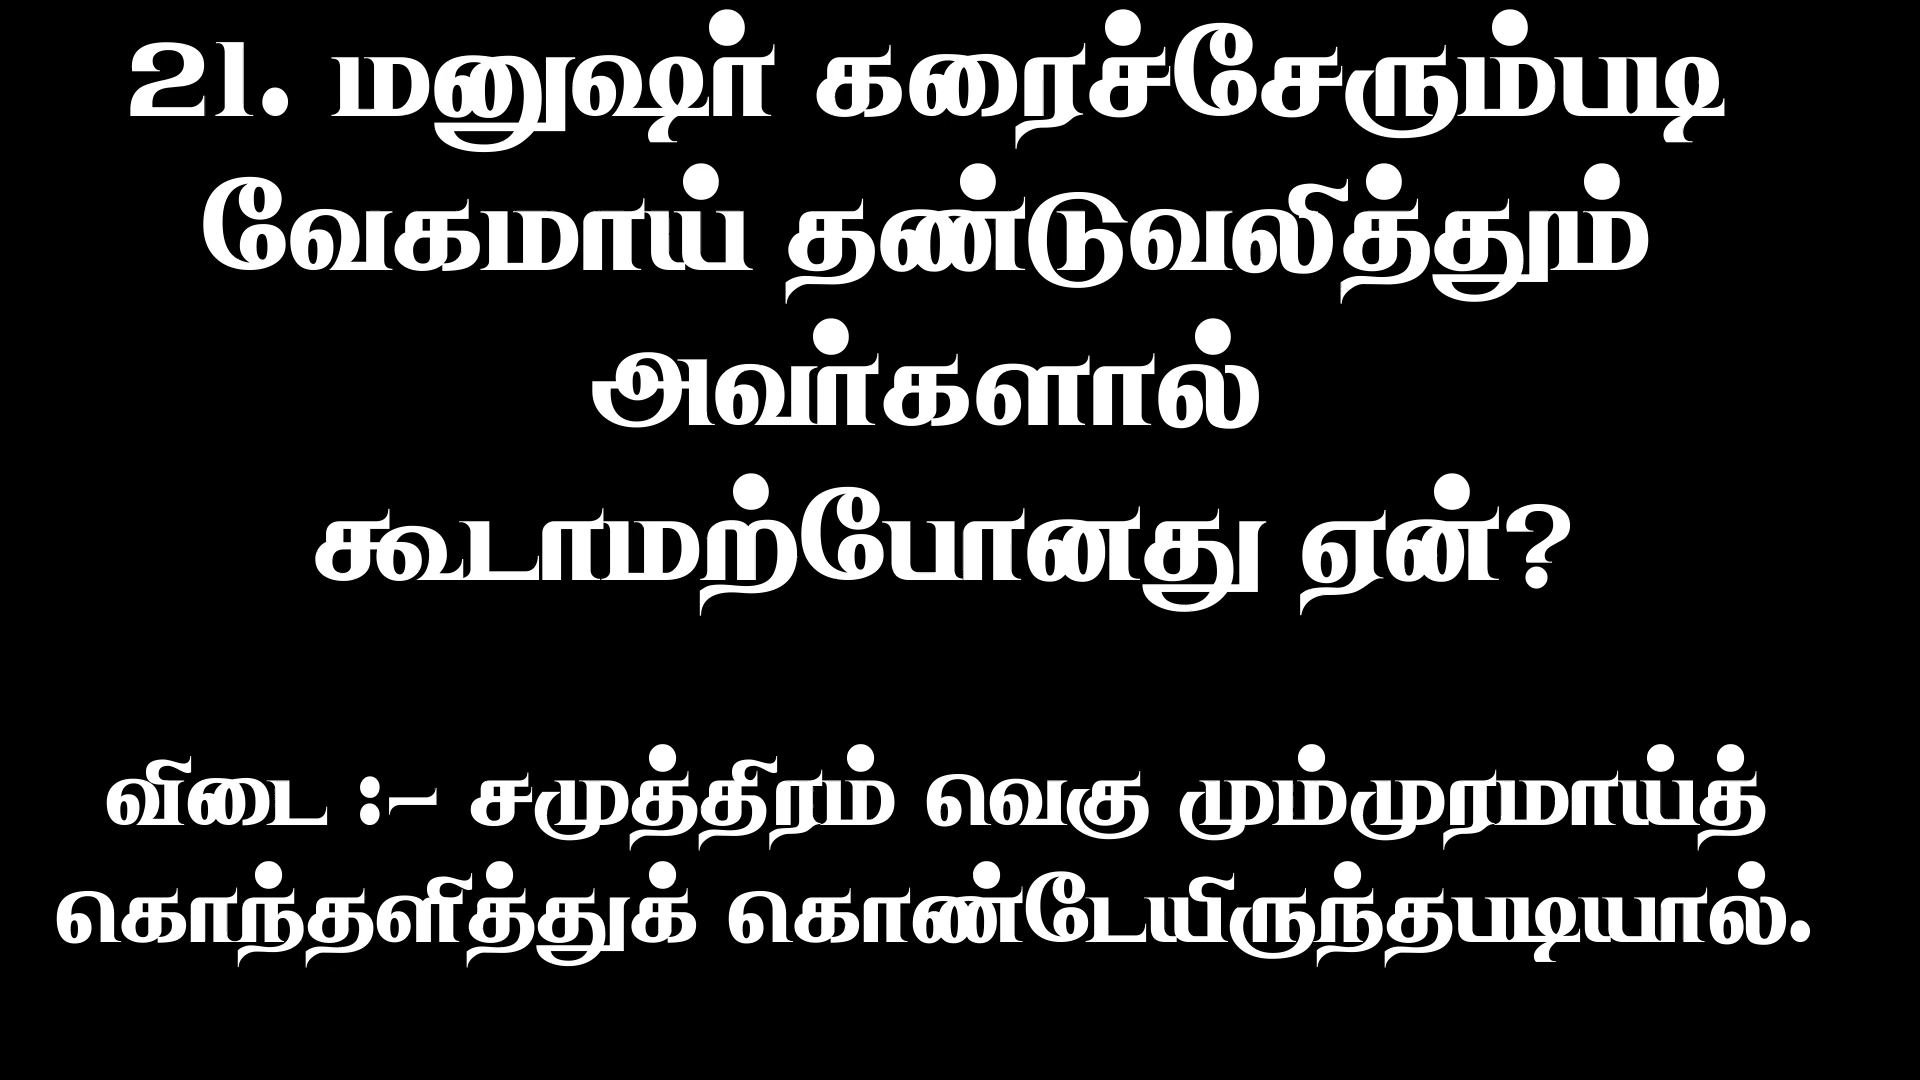 21. மனுஷர் கரைச்சேரும்படி
வேகமாய் தண்டுவலித்தும்
அவர்களால்
கூடாமற்போனது ஏன்?
விடை :- சமுத்திரம் வெகு மும்முரமாய்த்
கொந்தளித்துக் கொண்டேயிருந்தபடியால்.